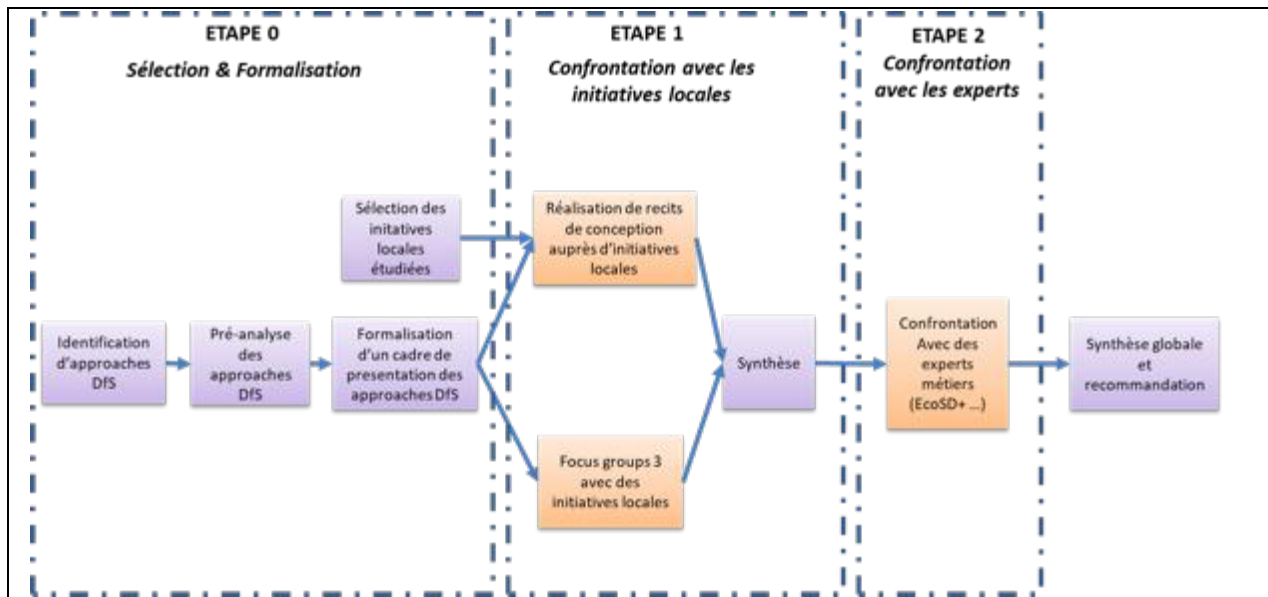 ETAPE 0
Sélection & Formalisation
ETAPE 1
Confrontation avec les
initiatives locales
ETAPE 2
Confrontation
avec les experts
Sélection des
initatives
locales
étudiées
Réalisation de recits
de conception
auprès d'initiatives
locales
Identification
d'approches
DfS
Pré-analyse
des
approches
DfS
Formalisation
d'un cadre de
presentation des
approches DfS
Synthèse
Confrontation
Avec des
experts
métiers
(EcoSD+ ...)
Synthèse globale
et
recommandation
Focus groups 3
avec des
initiatives locales